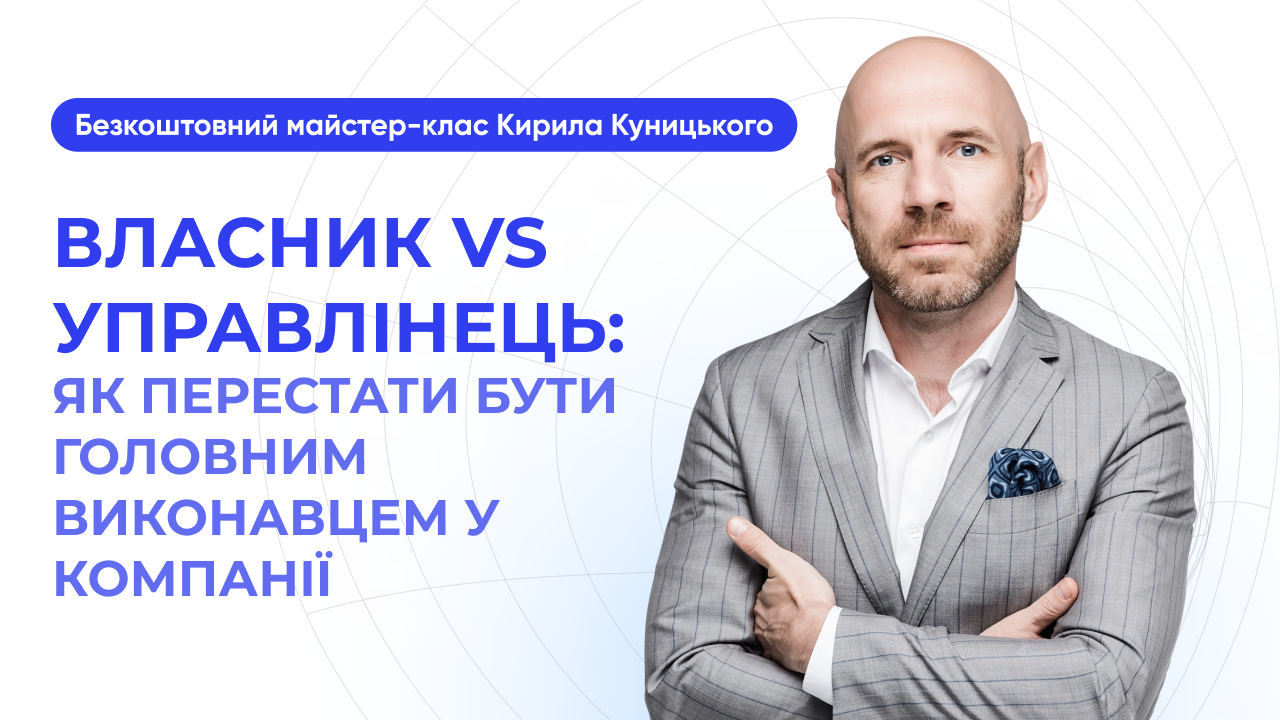 Безкоштовний майстер-клас Кирила Куницького
ВЛАСНИК VS
УПРАВЛІНЕЦЬ:
ЯК ПЕРЕСТАТИ БУТИ
ГОЛОВНИМ
ВИКОНАВЦЕМ У
КОМПАНІЇ